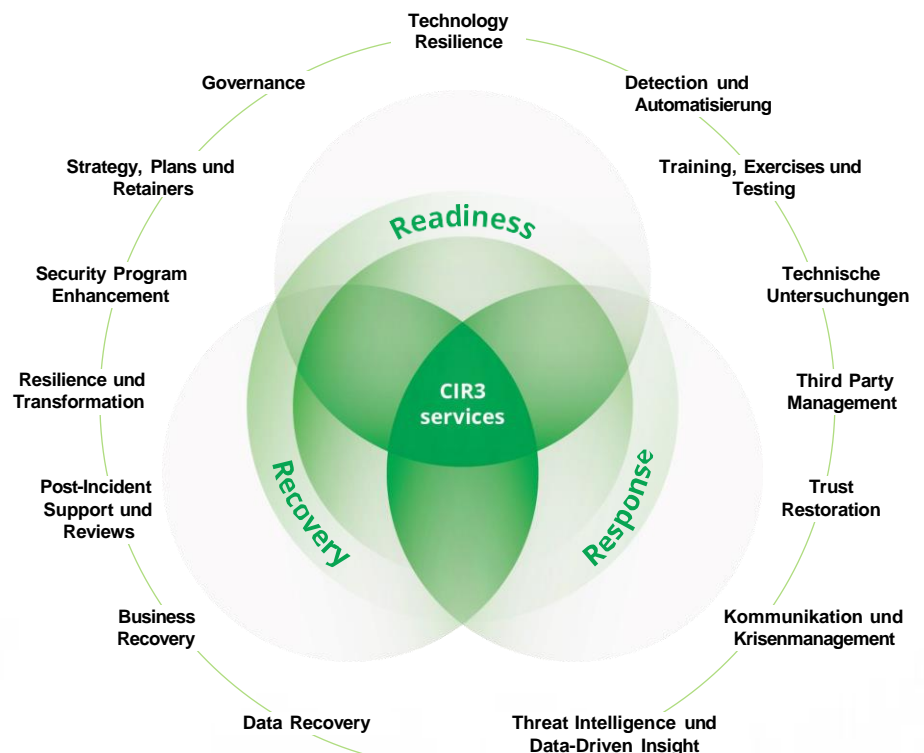 Technology
Resilience
Governance
Detection und
Automatisierung
Strategy, Plans und
Retainers
Training, Exercises und
Testing
Readiness
Security Program
Enhancement
Technische
Untersuchungen
Resilience und
Transformation
CIR3
services
Third Party
Management
Recovery
Response
Post-Incident
Support und
Reviews
Trust
Restoration
Business
Recovery
Kommunikation und
Krisenmanagement
Data Recovery
Threat Intelligence und
Data-Driven Insight